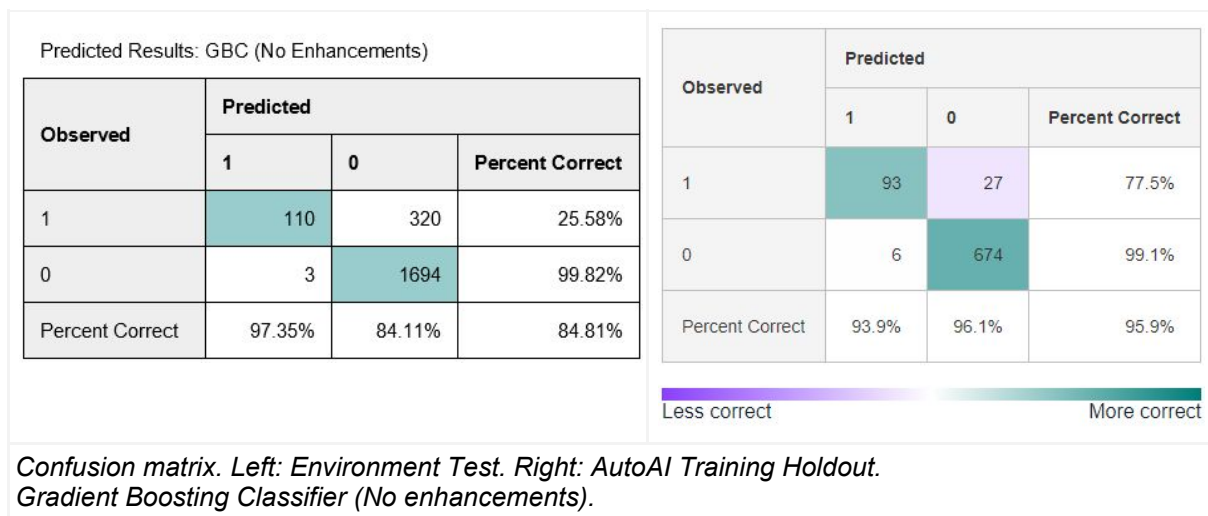 Predicted Results: GBC (No Enhancements)
Observed Predicted
1 0 Percent Correct
1 110 320 25.58%
0 3 1694 99.82%
Percent Correct 97.35% 84.11% 84.81%
Observed Predicted
1 0 Percent Correct
1 93 27 77.5%
0 6 674 99.1%
Percent Correct 93.9% 96.1% 95.9%
Less correct More correct
Confusion matrix. Left: Environment Test. Right: AutoAI Training Holdout.
Gradient Boosting Classifier (No enhancements).